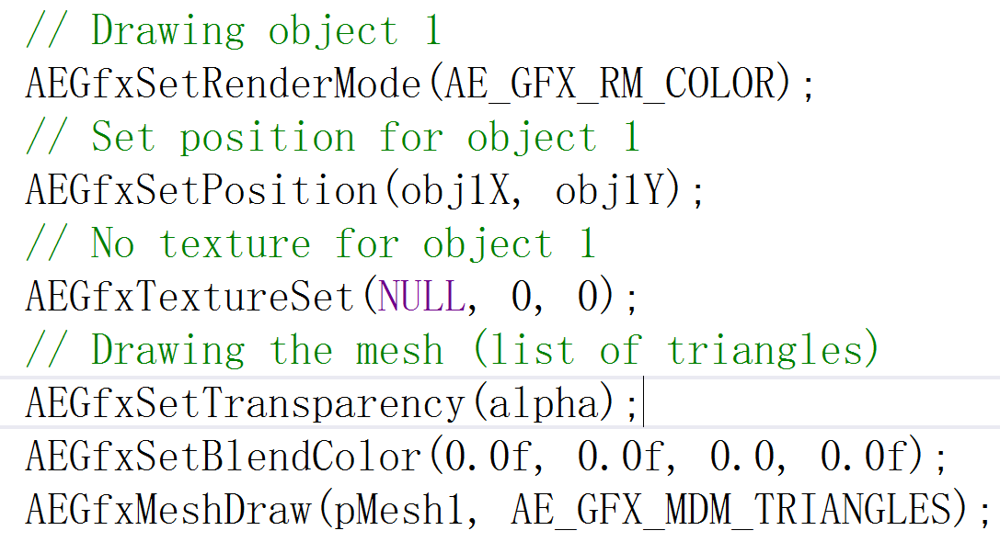 // Drawing object 1
AEGfxSetRenderMode(AE_GFX_RM_COLOR);
// Set position for object 1
AEGfxSetPosition(obj1X, obj1Y);
// No texture for object 1
AEGfxTextureSet(NULL, 0, 0);
// Drawing the mesh (list of triangles)
AEGfxSetTransparency(alpha);
AEGfxSetBlendColor(0.0f, 0.0f, 0.0, 0.0f);
AEGfxMeshDraw(pMesh1, AE_GFX_MDM_TRIANGLES);